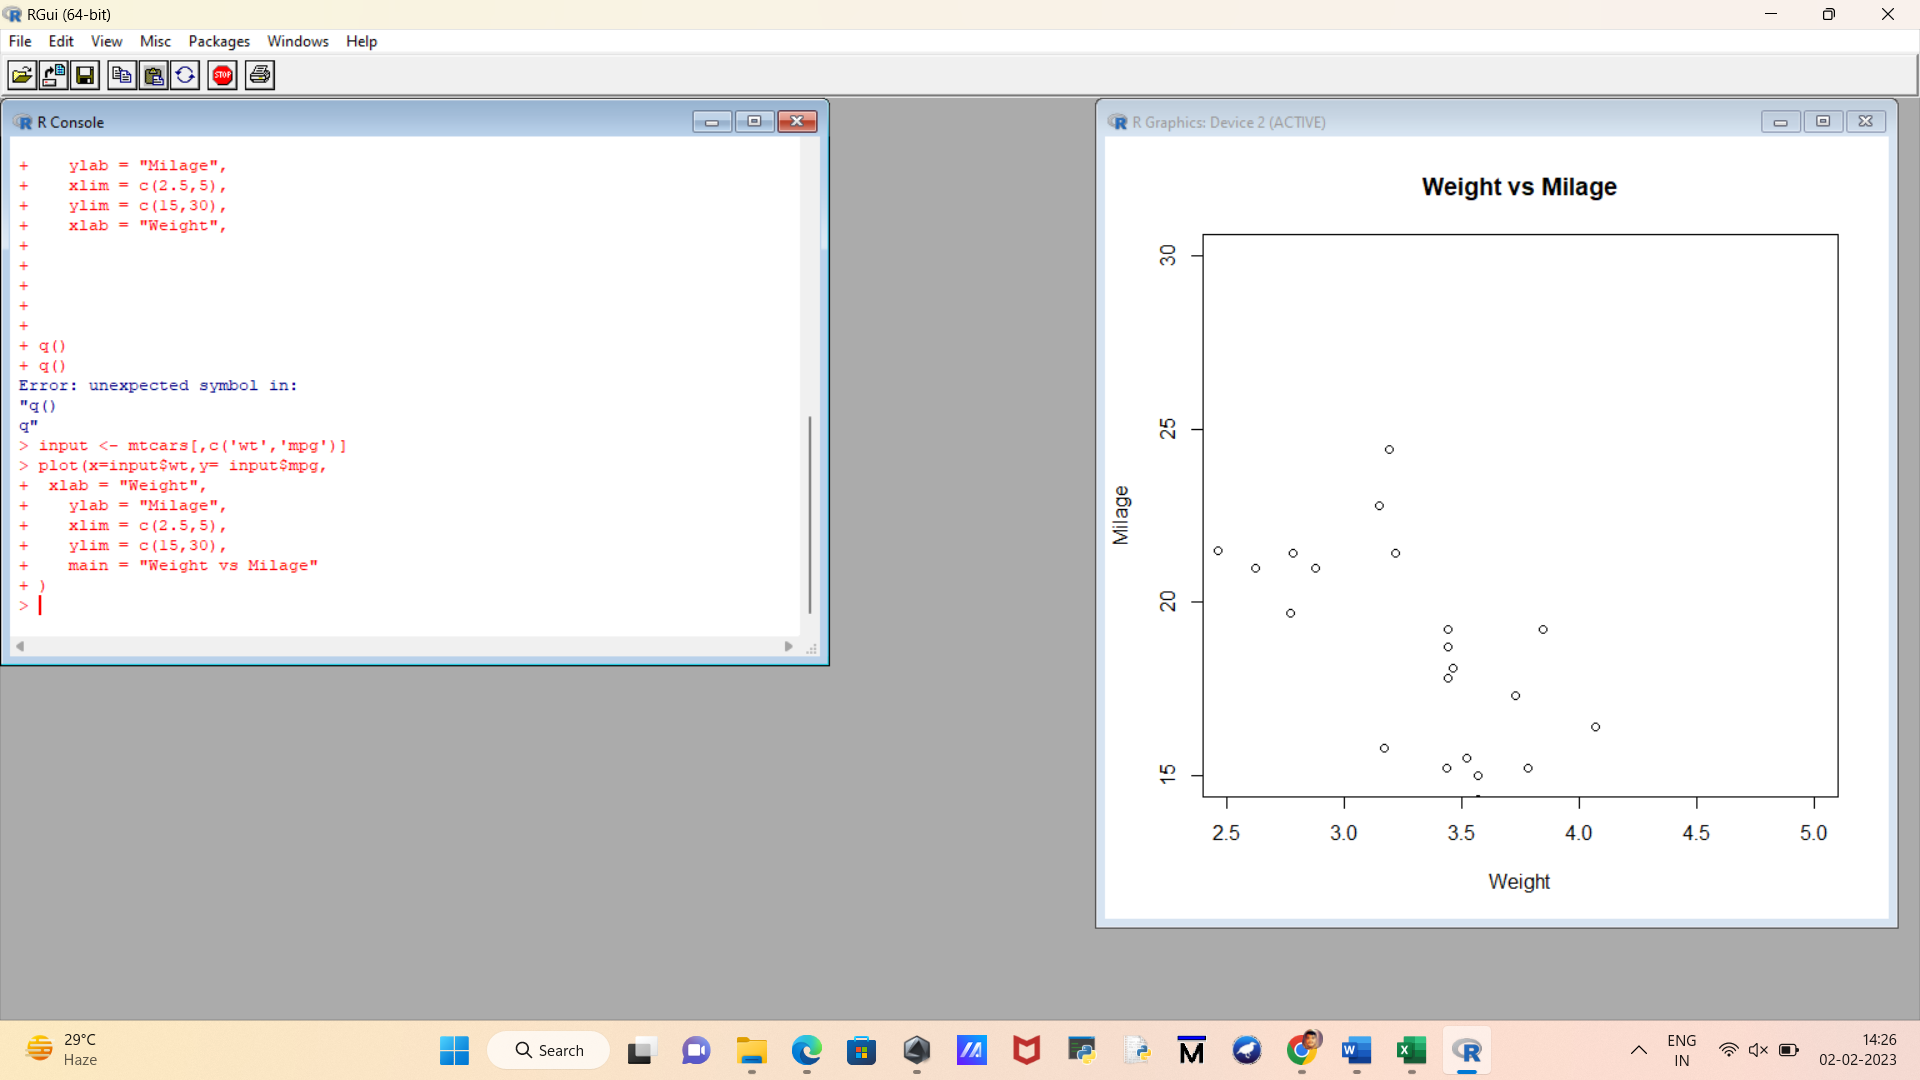 RGui (64-bit)
File Edit View Misc Packages Windows Help
STOP
R Console
+     ylab = "Milage",
+     xlim = c(2.5,5),
+     ylim = c(15,30),
+     xlab = "Weight",
+
+
+
+
+
+ q()
+ q()
Error: unexpected symbol in:
"q()
q"
> input <- mtcars[,c('wt','mpg')]
> plot(x=input$wt,y= input$mpg,
+  xlab = "Weight",
+    ylab = "Milage",
+    xlim = c(2.5,5),
+    ylim = c(15,30),
+    main = "Weight vs Milage"
+ )
>
R Graphics: Device 2 (ACTIVE)
Weight vs Milage
30
25
20
15
Milage
2.5 3.0 3.5 4.0 4.5 5.0
Weight
29°C
Haze
Search
ENG
IN
14:26
02-02-2023